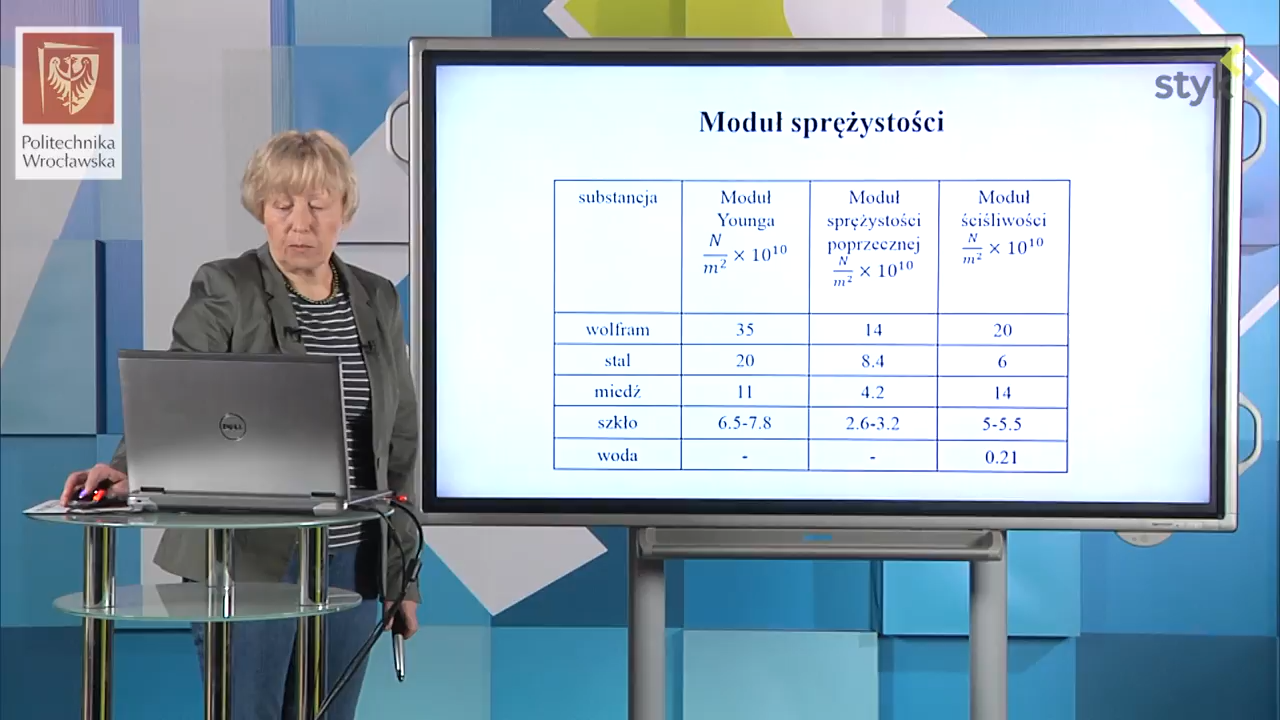 Politechnika
Wrocławska
styk
Moduł sprężystości
substancja
Moduł
Younga
N/m² × 10¹⁰
Moduł
sprężystości
poprzecznej
N/m² × 10¹⁰
Moduł
ściśliwości
N/m² × 10¹⁰
wolfram 35 14 20
stal 20 8.4 6
miedź 11 4.2 14
szkło 6.5-7.8 2.6-3.2 5-5.5
woda - - 0.21
DELL